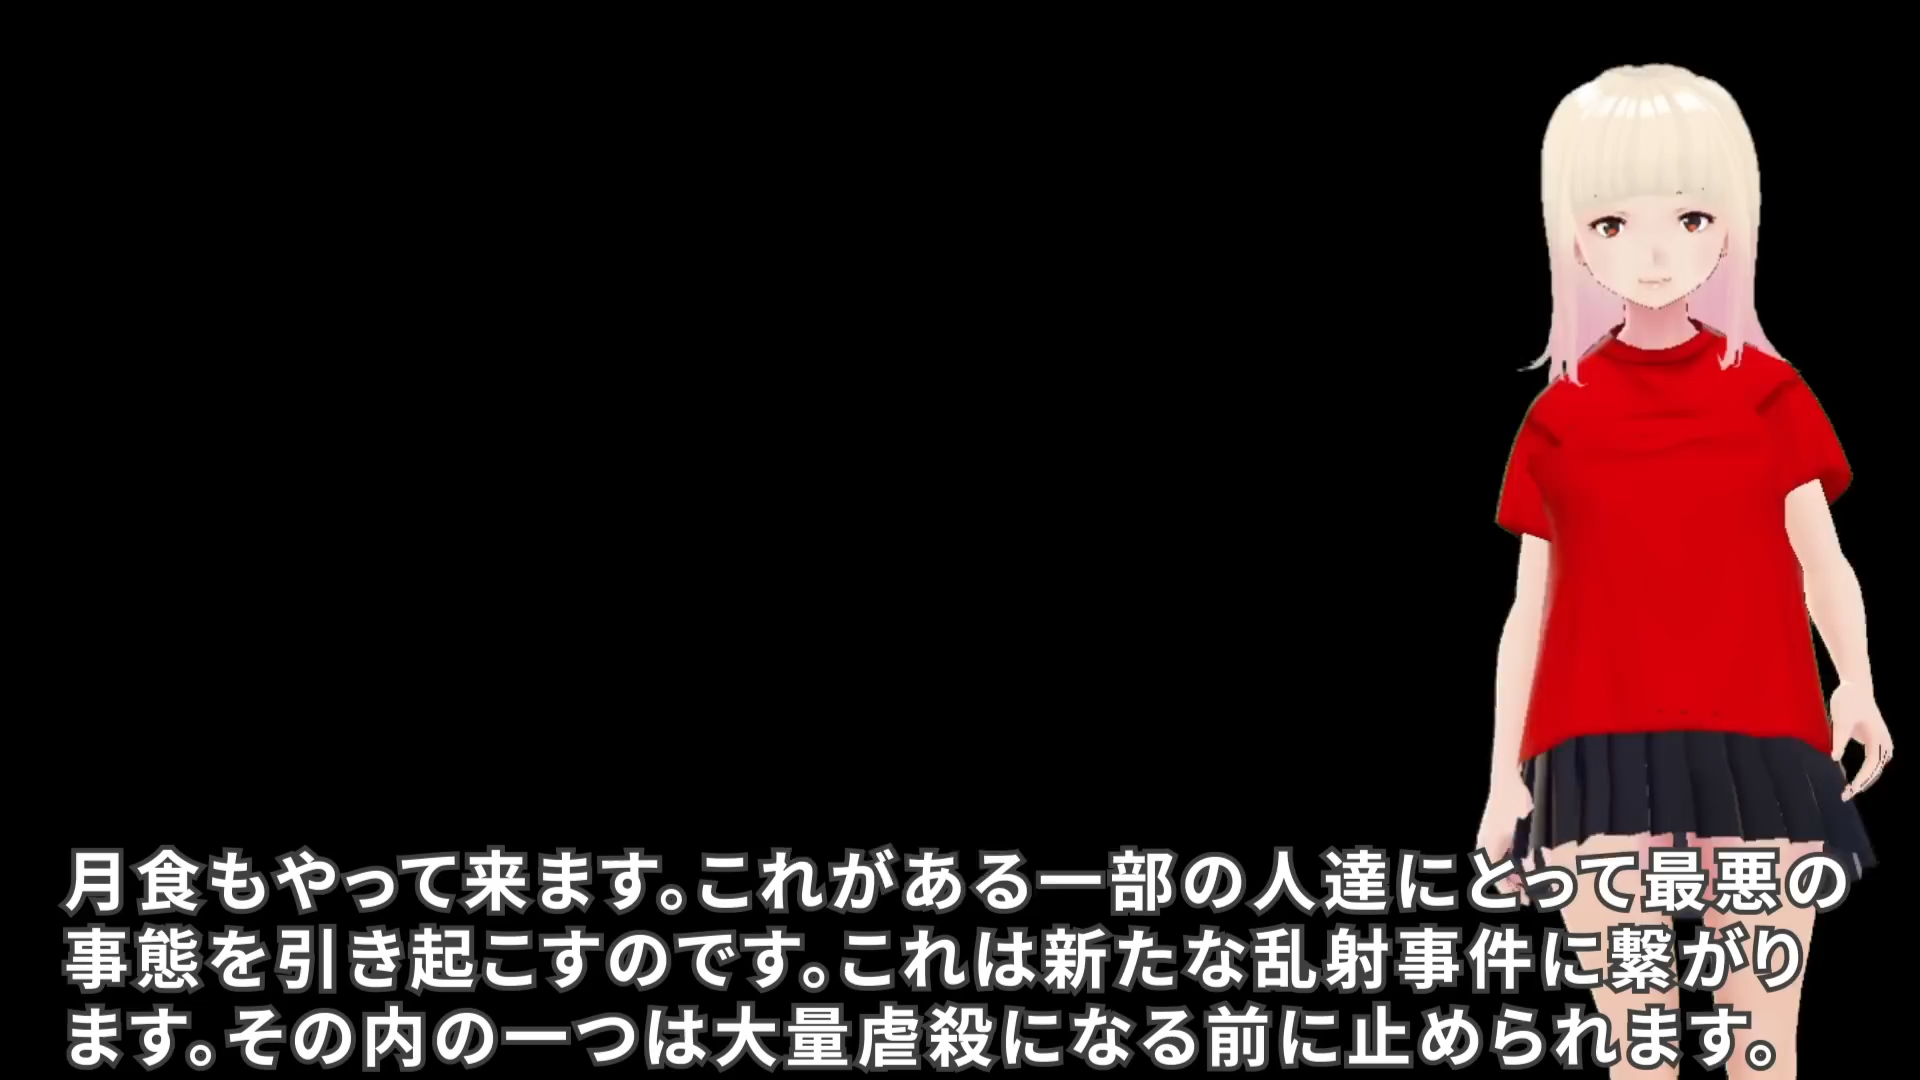 月食もやって来ます。これがある一部の人達にとって最悪の
事態を引き起こすのです。これは新たな乱射事件に繋がり
ます。その内の一つは大量虐殺になる前に止められます。